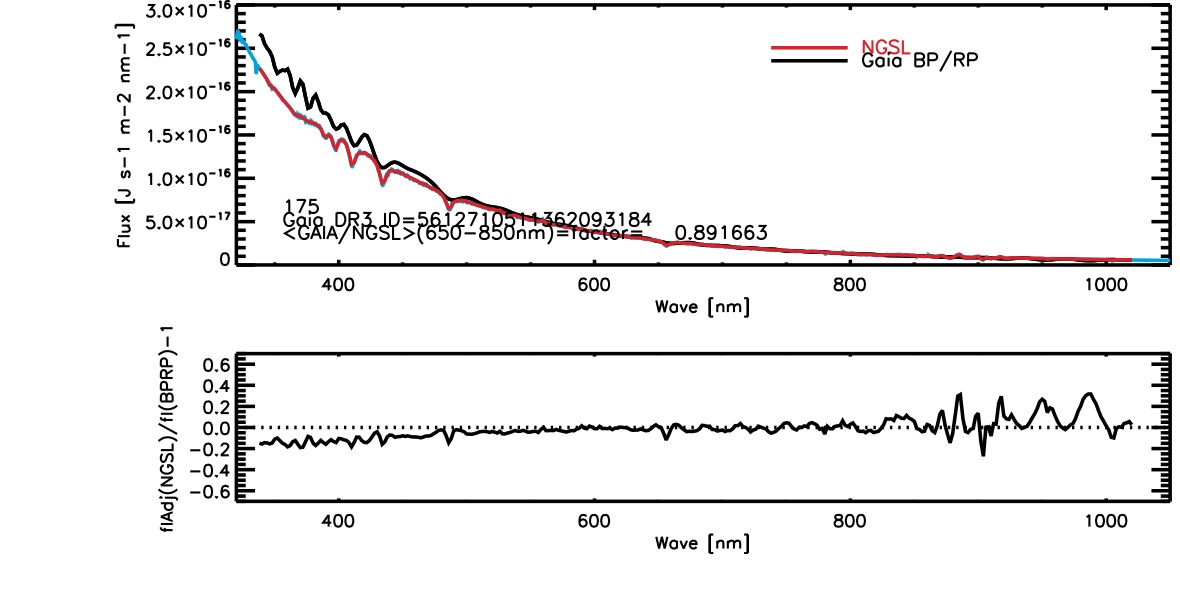 3.0×10−16
2.5×10−16
2.0×10−16
1.5×10−16
1.0×10−16
5.0×10−17
0
Flux [J s−1 m−2 nm−1]
NGSL
Gaia BP/RP
175
Gaia DR3 ID=5612710511362093184
<GAIA/NGSL>(650−850nm)=factor= 0.891663
400 600 800 1000
Wave [nm]
0.6
0.4
0.2
0.0
−0.2
−0.4
−0.6
flAdj(NGSL)/fl(BPRP)−1
400 600 800 1000
Wave [nm]